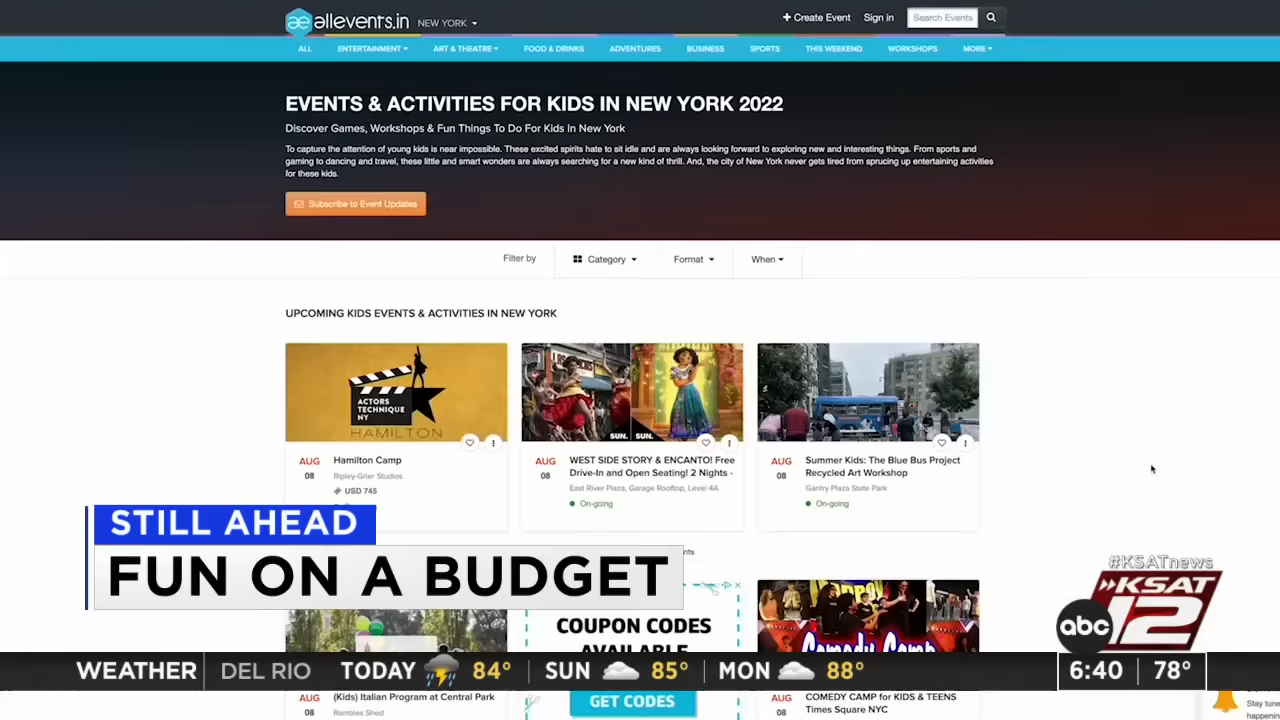 æ allevents.in NEW YORK
Create Event Sign in Search Events
ALL ENTERTAINMENT ART & THEATRE FOOD & DRINKS ADVENTURES BUSINESS SPORTS THIS WEEKEND WORKSHOPS MORE
EVENTS & ACTIVITIES FOR KIDS IN NEW YORK 2022
Discover Games, Workshops & Fun Things To Do For Kids In New York
To capture the attention of young kids is near impossible. These excited spirits hate to sit idle and are always looking forward to exploring new and interesting things. From sports and
gaming to dancing and travel, these little and smart wonders are always searching for a new kind of thrill. And, the city of New York never gets tired from sprucing up entertaining activities
for these kids.
Subscribe to Event Updates
Filter by Category Format When
UPCOMING KIDS EVENTS & ACTIVITIES IN NEW YORK
ACTORS
TECHNIQUE
NY
HAMILTON
SUN. SUN.
AUG
08
Hamilton Camp
Ripley-Grier Studios
USD 745
AUG
08
WEST SIDE STORY & ENCANTO! Free
Drive-In and Open Seating! 2 Nights -
East River Plaza, Garage Rooftop, Level 4A
On-going
AUG
08
Summer Kids: The Blue Bus Project
Recycled Art Workshop
Gantry Plaza State Park
On-going
STILL AHEAD
FUN ON A BUDGET
COUPON CODES
AVAILABLE
Comedy Camp
#KSATnews
KSAT
abc 12
WEATHER DEL RIO TODAY 84° SUN 85° MON 88° 6:40 78°
AUG
08
(Kids) Italian Program at Central Park
Rambles Shed
GET CODES
AUG
08
COMEDY CAMP for KIDS & TEENS
Times Square NYC
Stay tune
happenin